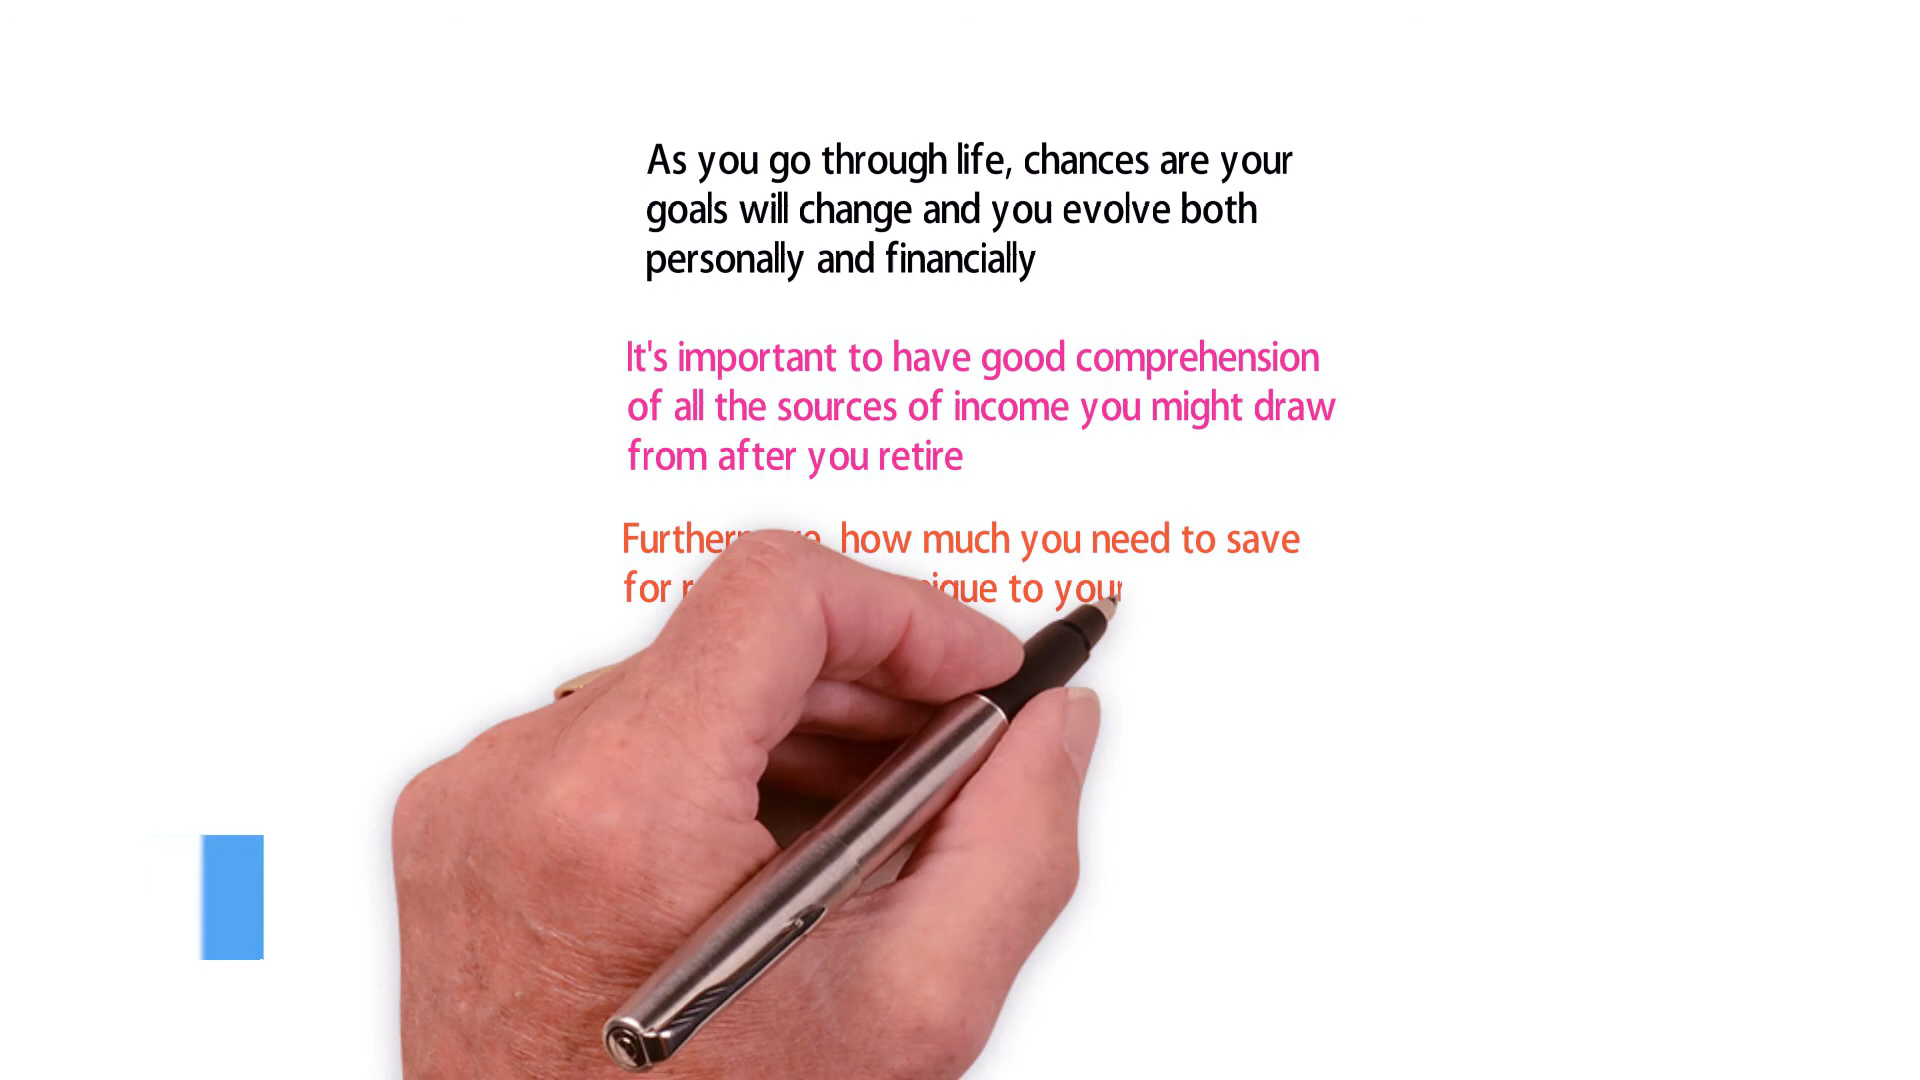 As you go through life, chances are your
goals will change and you evolve both
personally and financially
It's important to have good comprehension
of all the sources of income you might draw
from after you retire
how much you need to save
for to your